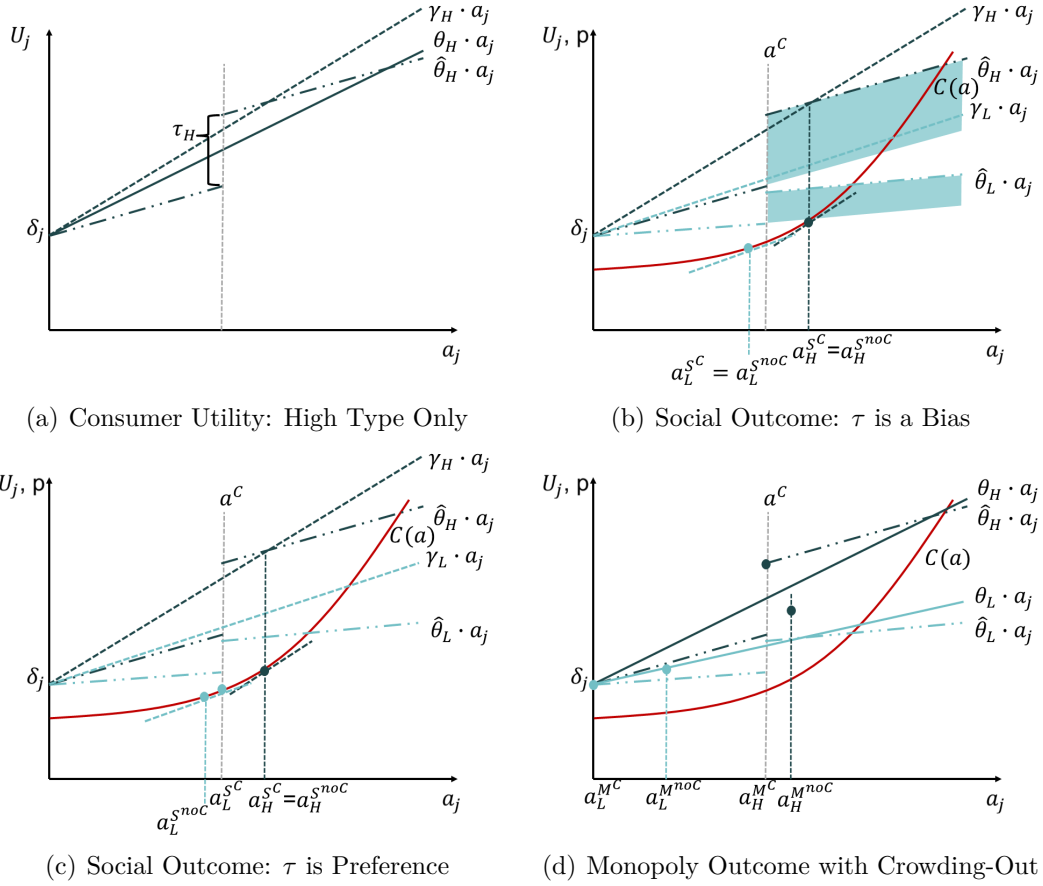 U_j
γ_H · a_j
θ_H · a_j
θ̂_H · a_j
τ_H
δ_j
a_j
(a) Consumer Utility: High Type Only
U_j, p
a^C
γ_H · a_j
θ̂_H · a_j
C(a)
γ_L · a_j
θ̂_L · a_j
δ_j
a_H^{S^C}=a_H^{S^{noC}}
a_j
a_L^{S^C} = a_L^{S^{noC}}
(b) Social Outcome: τ is a Bias
U_j, p
a^C
γ_H · a_j
θ̂_H · a_j
C(a)
γ_L · a_j
θ̂_L · a_j
δ_j
a_L^{S^C}
a_H^{S^C}=a_H^{S^{noC}}
a_j
a_L^{S^{noC}}
(c) Social Outcome: τ is Preference
U_j, p
a^C
θ_H · a_j
θ̂_H · a_j
C(a)
θ_L · a_j
θ̂_L · a_j
δ_j
a_L^{M^C}
a_L^{M^{noC}}
a_H^{M^C}
a_H^{M^{noC}}
a_j
(d) Monopoly Outcome with Crowding-Out